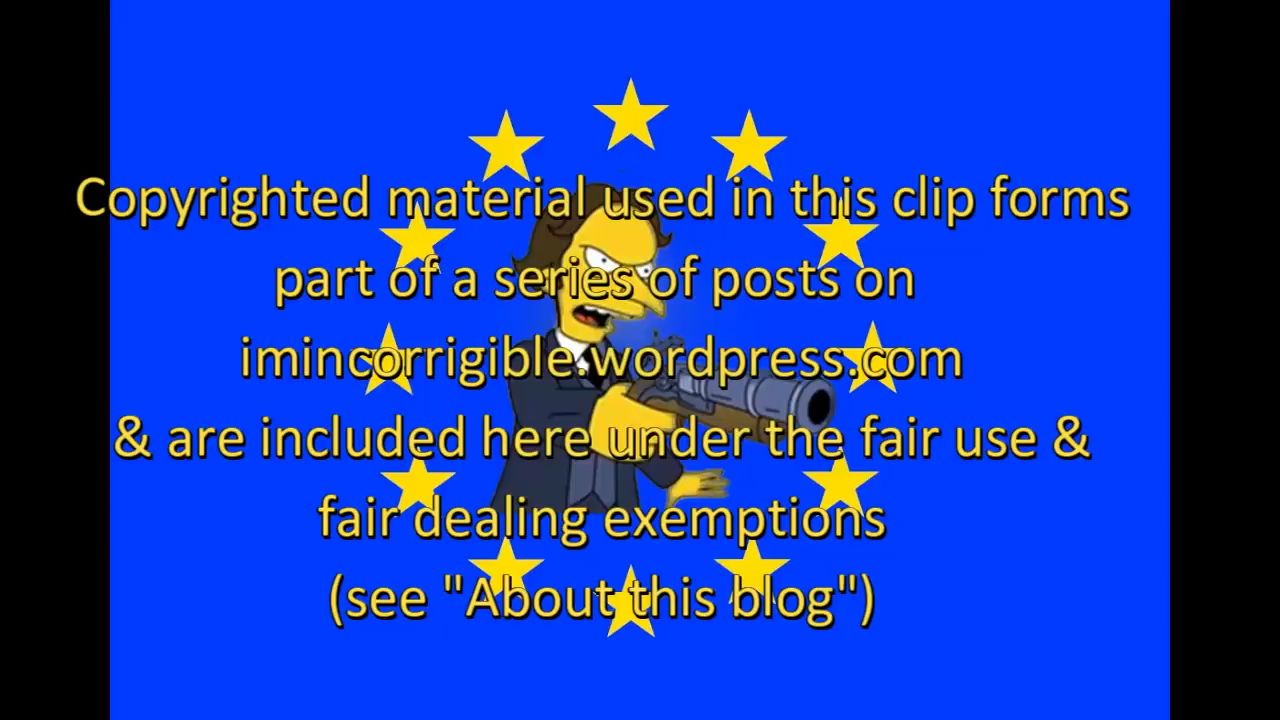 Copyrighted material used in this clip forms
part of a series of posts on
imincorrigible.wordpress.com
& are included here under the fair use &
fair dealing exemptions
(see "About this blog")